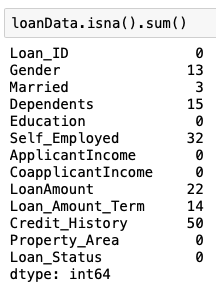 loanData.isna().sum()
Loan_ID 0
Gender 13
Married 3
Dependents 15
Education 0
Self_Employed 32
ApplicantIncome 0
CoapplicantIncome 0
LoanAmount 22
Loan_Amount_Term 14
Credit_History 50
Property_Area 0
Loan_Status 0
dtype: int64